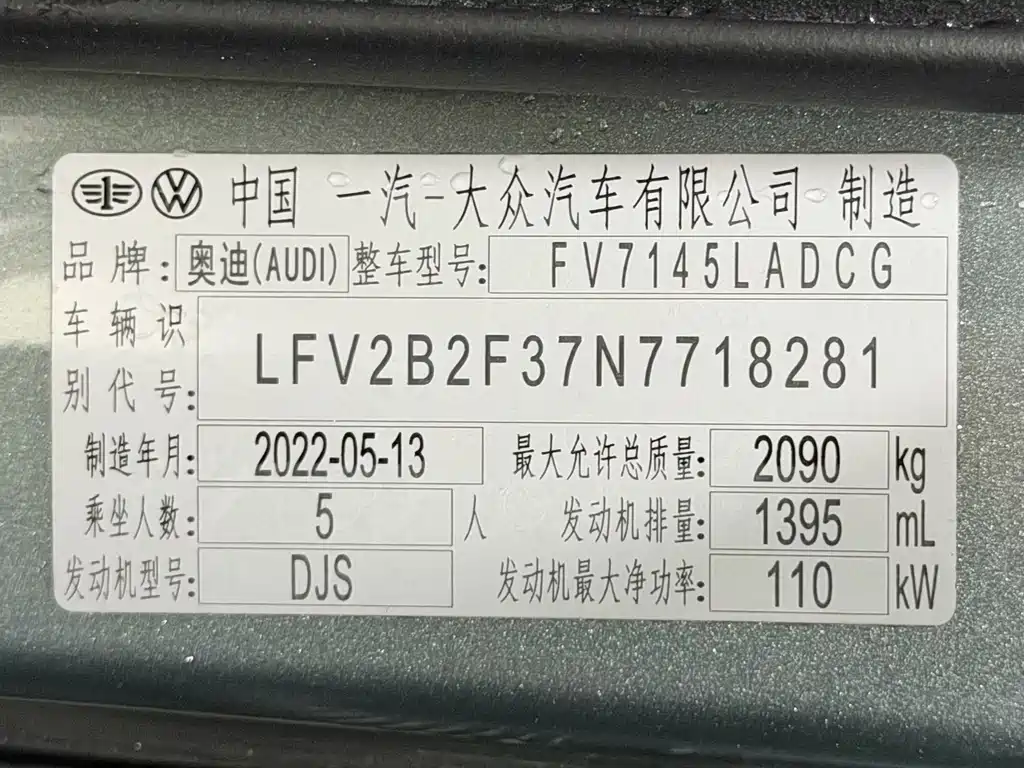 中国 一汽-大众汽车有限公司 制造
品牌: 奥迪(AUDI) 整车型号: FV7145LADCG
车辆识别代号: LFV2B2F37N7718281
制造年月: 2022-05-13 最大允许总质量: 2090 kg
乘坐人数: 5 人 发动机排量: 1395 mL
发动机型号: DJS 发动机最大净功率: 110 kW